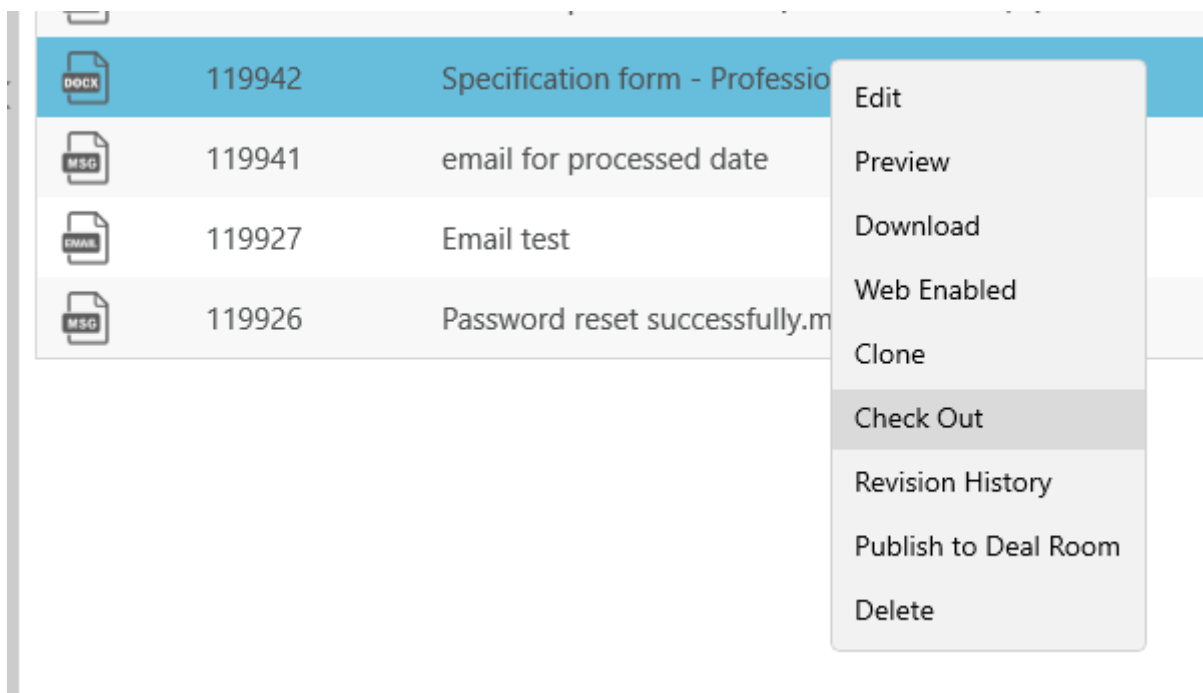 DOCX 119942 Specification form - Professio
MSG 119941 email for processed date
EMAIL 119927 Email test
MSG 119926 Password reset successfully.m
Edit
Preview
Download
Web Enabled
Clone
Check Out
Revision History
Publish to Deal Room
Delete